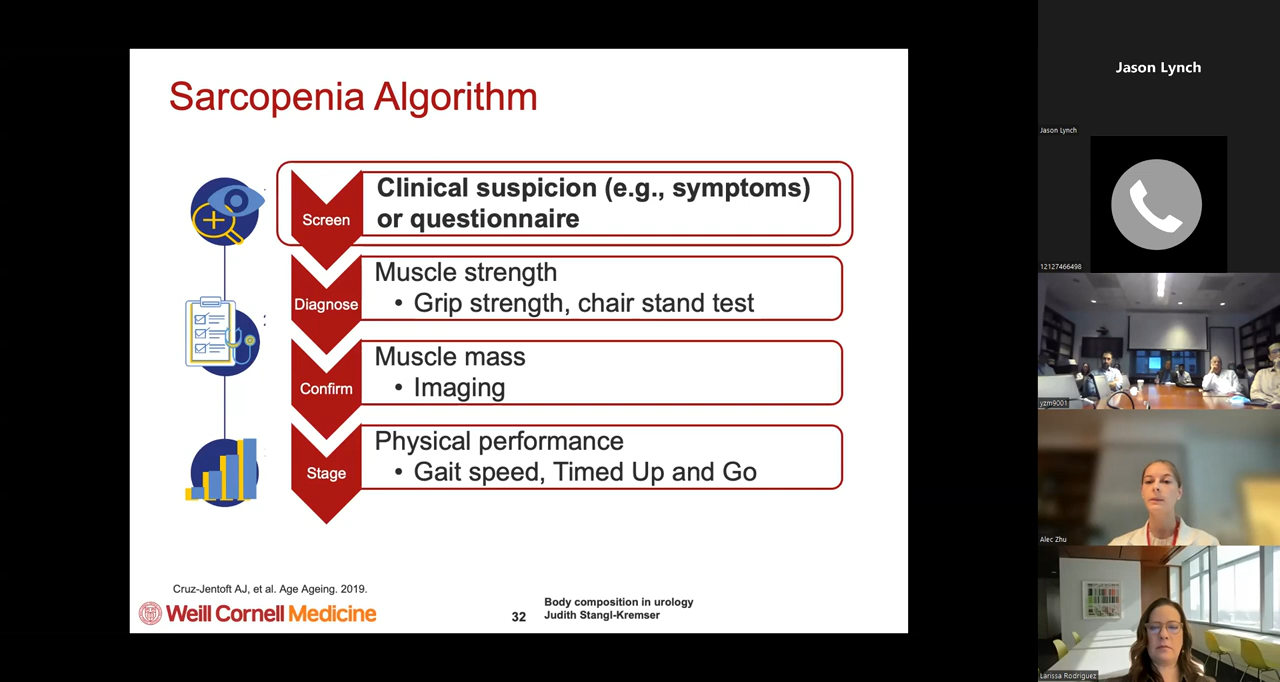 Sarcopenia Algorithm
Screen
Clinical suspicion (e.g., symptoms)
or questionnaire
Diagnose
Muscle strength
• Grip strength, chair stand test
Confirm
Muscle mass
• Imaging
Stage
Physical performance
• Gait speed, Timed Up and Go
Cruz-Jentoft AJ, et al. Age Ageing. 2019.
Weill Cornell Medicine
32
Body composition in urology
Judith Stangl-Kremser
Jason Lynch
Jason Lynch
12127466498
yzm9001
Alec Zhu
Larissa Rodriguez